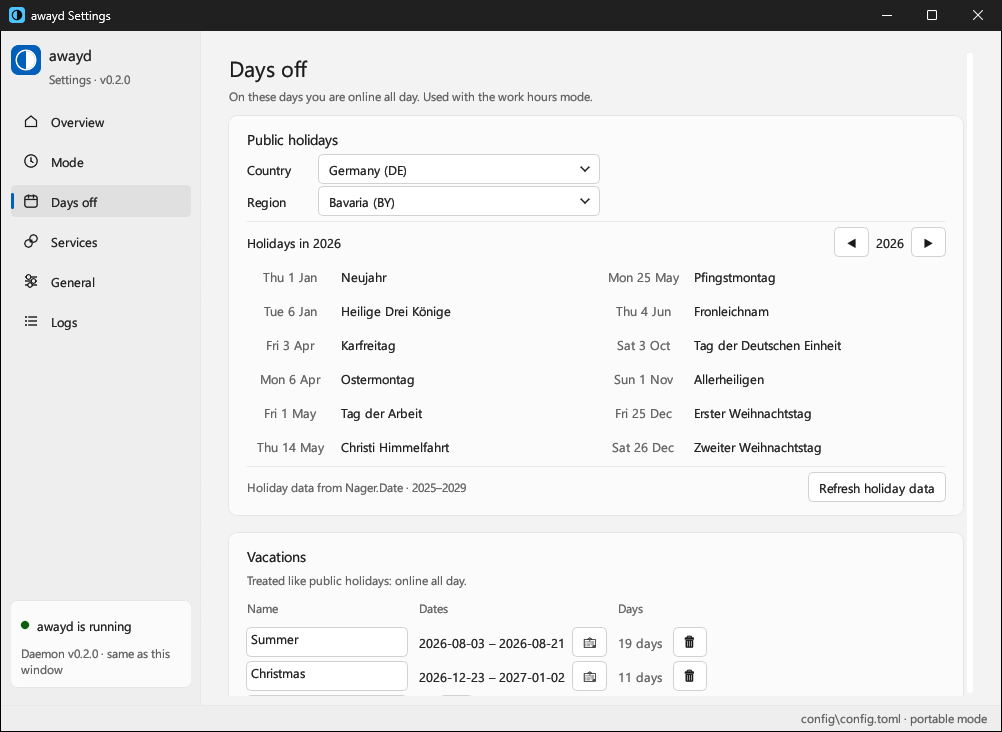 awayd Settings
awayd
Settings · v0.2.0
Overview
Mode
Days off
Services
General
Logs
awayd is running
Daemon v0.2.0 · same as this
window
Days off
On these days you are online all day. Used with the work hours mode.
Public holidays
Country Germany (DE)
Region Bavaria (BY)
Holidays in 2026 ◀ 2026 ▶
Thu 1 Jan Neujahr
Tue 6 Jan Heilige Drei Könige
Fri 3 Apr Karfreitag
Mon 6 Apr Ostermontag
Fri 1 May Tag der Arbeit
Thu 14 May Christi Himmelfahrt
Mon 25 May Pfingstmontag
Thu 4 Jun Fronleichnam
Sat 3 Oct Tag der Deutschen Einheit
Sun 1 Nov Allerheiligen
Fri 25 Dec Erster Weihnachtstag
Sat 26 Dec Zweiter Weihnachtstag
Holiday data from Nager.Date · 2025–2029 Refresh holiday data
Vacations
Treated like public holidays: online all day.
Name Dates Days
Summer 2026-08-03 – 2026-08-21 19 days
Christmas 2026-12-23 – 2027-01-02 11 days
config\config.toml · portable mode